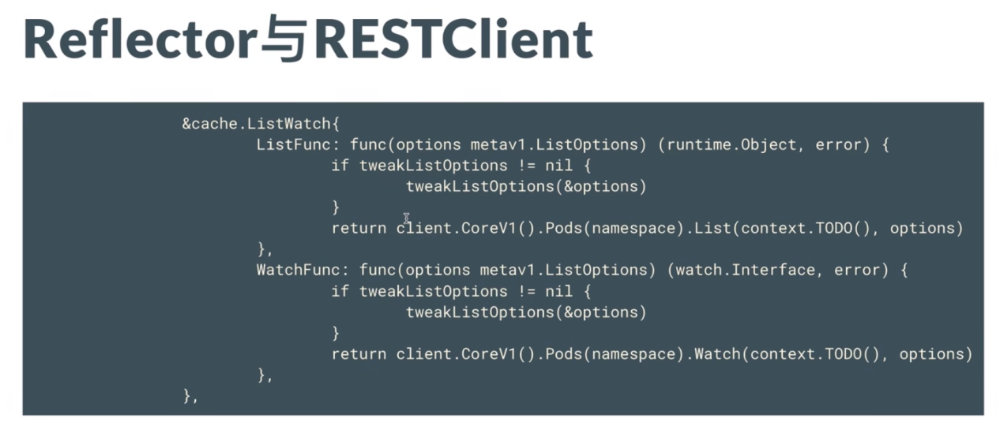 Reflector与RESTClient
&cache.ListWatch{
ListFunc: func(options metav1.ListOptions) (runtime.Object, error) {
if tweakListOptions != nil {
tweakListOptions(&options)
}
return client.CoreV1().Pods(namespace).List(context.TODO(), options)
},
WatchFunc: func(options metav1.ListOptions) (watch.Interface, error) {
if tweakListOptions != nil {
tweakListOptions(&options)
}
return client.CoreV1().Pods(namespace).Watch(context.TODO(), options)
},
},